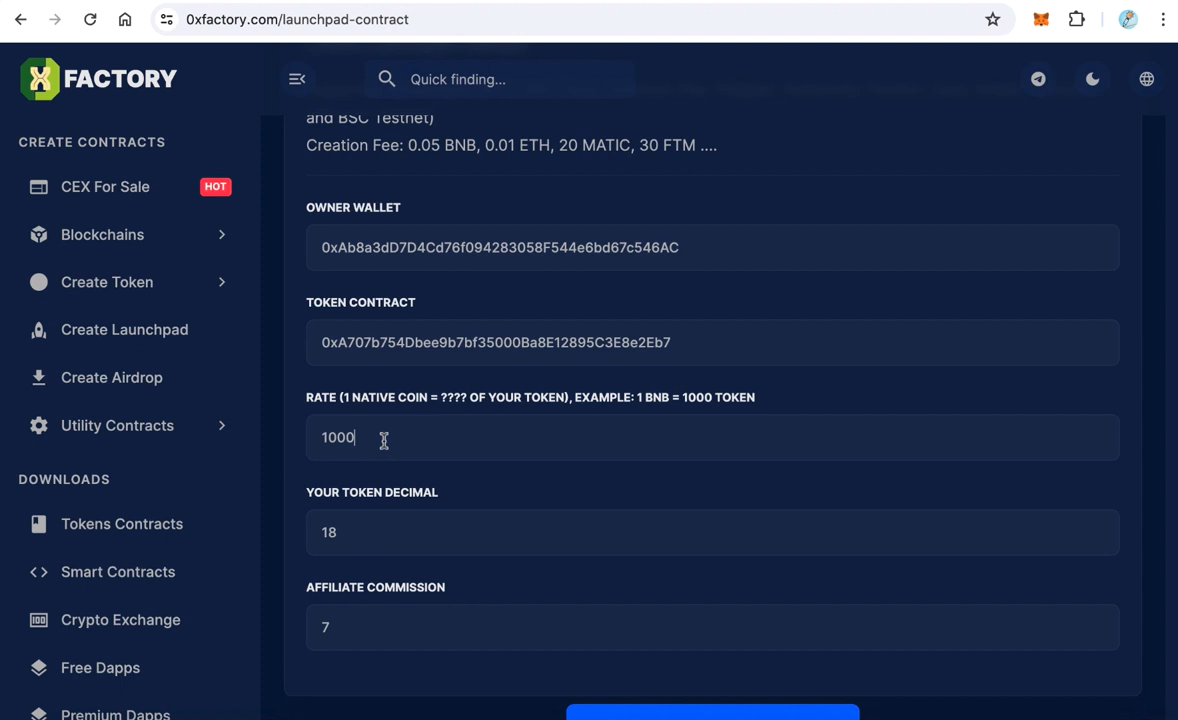 0xfactory.com/launchpad-contract
FACTORY
Quick finding...
CREATE CONTRACTS
CEX For Sale
HOT
Blockchains
Create Token
Create Launchpad
Create Airdrop
Utility Contracts
DOWNLOADS
Tokens Contracts
Smart Contracts
Crypto Exchange
Free Dapps
Premium Dapps
and BSC Testnet)
Creation Fee: 0.05 BNB, 0.01 ETH, 20 MATIC, 30 FTM ....
OWNER WALLET
0xAb8a3dD7D4Cd76f094283058F544e6bd67c546AC
TOKEN CONTRACT
0xA707b754Dbee9b7bf35000Ba8E12895C3E8e2Eb7
RATE (1 NATIVE COIN = ???? OF YOUR TOKEN), EXAMPLE: 1 BNB = 1000 TOKEN
1000
YOUR TOKEN DECIMAL
18
AFFILIATE COMMISSION
7